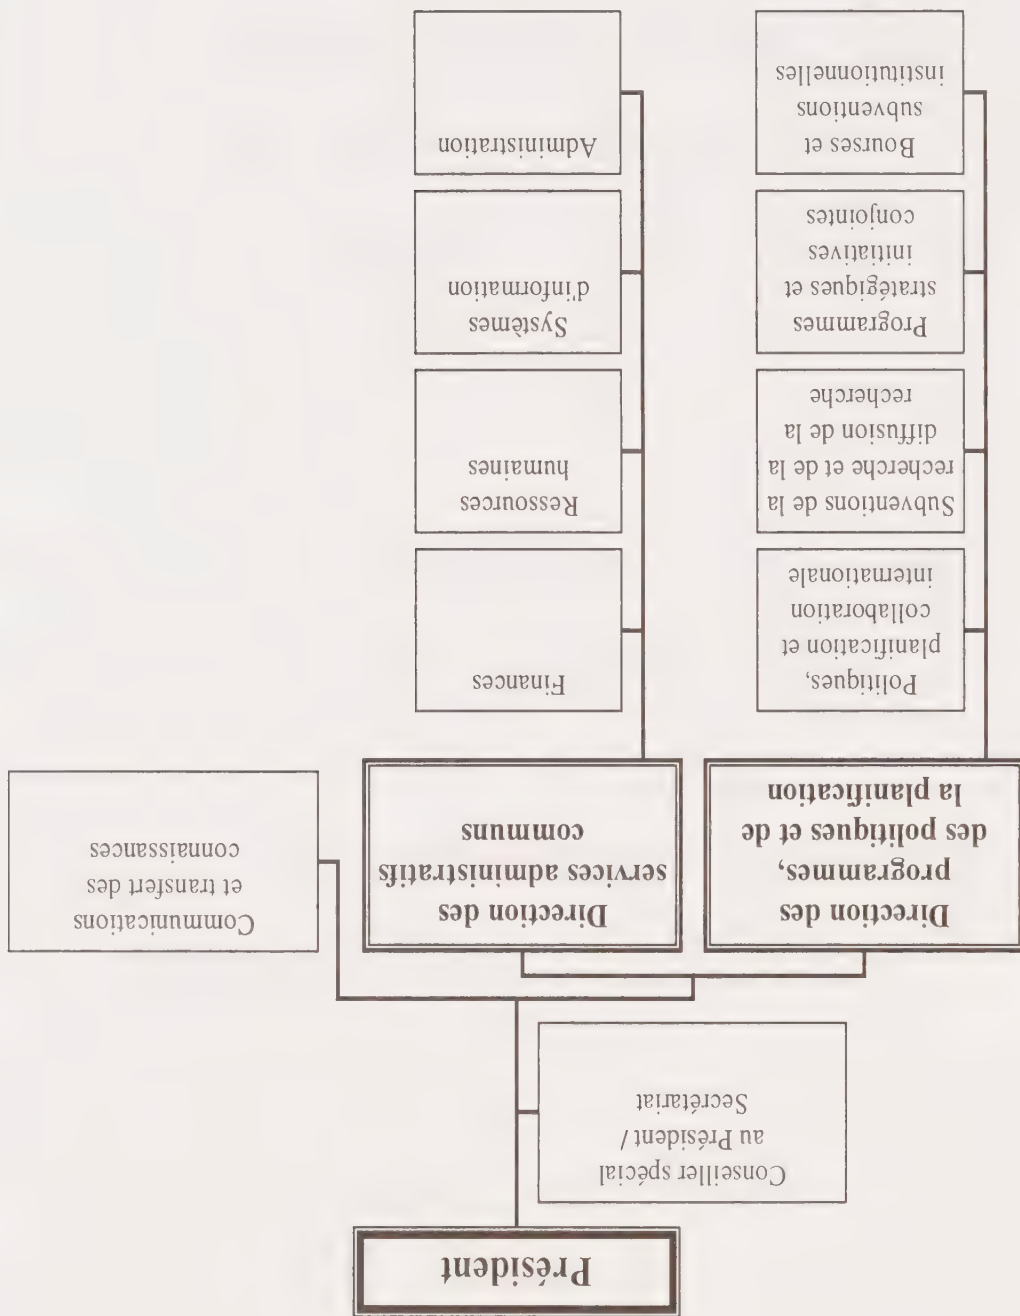 Président
Conseiller spécial
au Président /
Secrétariat
Direction des
programmes,
des politiques et de
la planification
Direction des
services administratifs
communs
Communications
et transfert des
connaissances
Politiques,
planification et
collaboration
internationale
Subventions de la
recherche et de la
diffusion de la
recherche
Programmes
stratégiques et
initiatives
conjointes
Bourses et
subventions
institutionnelles
Finances
Ressources
humaines
Systèmes
d'information
Administration